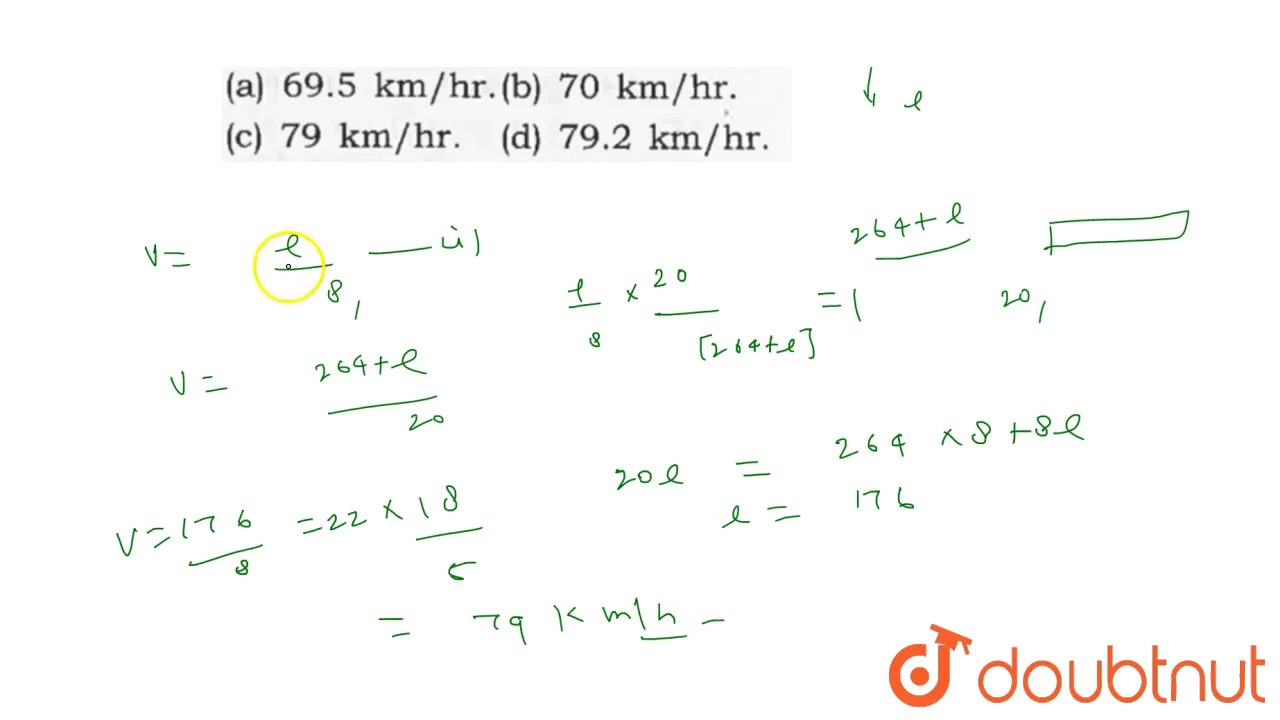 (a) 69.5 km/hr. (b) 70 km/hr.
(c) 79 km/hr. (d) 79.2 km/hr.
l
V = l/8, — ii)
l/8 × 20/[264+l] = 1
264+l
20,
V = 264+l/20
20l = 264 × 8 + 8l
l = 176
V = 176/8 = 22 × 18/5
= 79 km/h -
doubtnut